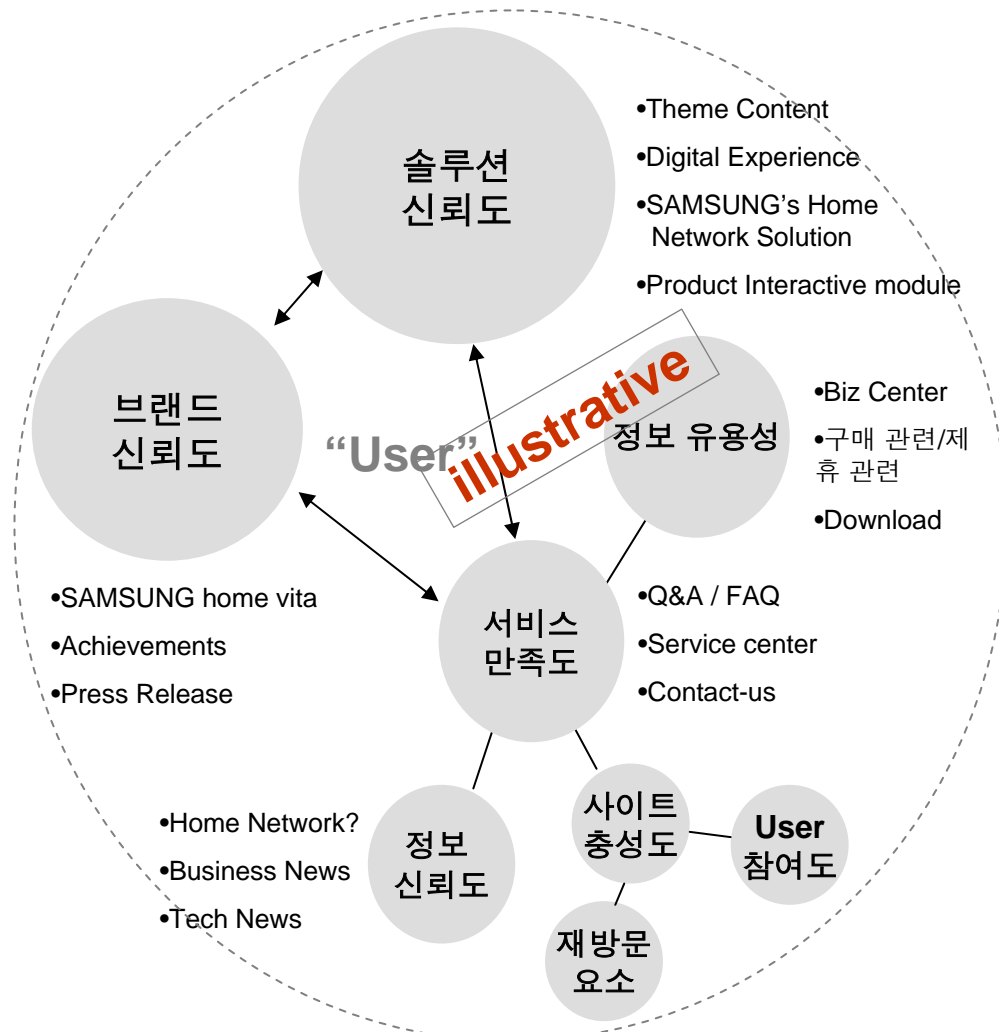 솔루션
신뢰도
•Theme Content
•Digital Experience
•SAMSUNG's Home
Network Solution
•Product Interactive module
브랜드
신뢰도
“User”
illustrative
정보 유용성
•Biz Center
•구매 관련/제
휴 관련
•Download
•SAMSUNG home vita
•Achievements
•Press Release
서비스
만족도
•Q&A / FAQ
•Service center
•Contact-us
•Home Network?
•Business News
•Tech News
정보
신뢰도
사이트
충성도
User
참여도
재방문
요소